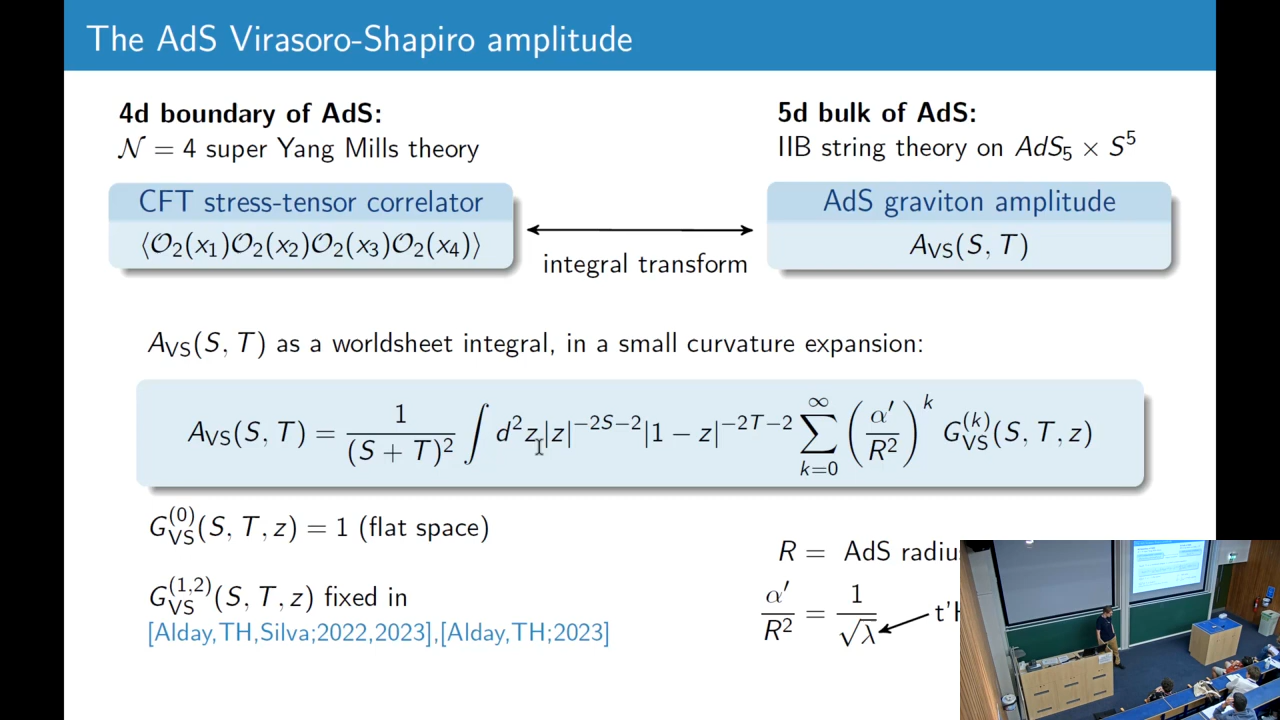 The AdS Virasoro-Shapiro amplitude
4d boundary of AdS:
𝒩 = 4 super Yang Mills theory
CFT stress-tensor correlator
⟨𝒪₂(x₁)𝒪₂(x₂)𝒪₂(x₃)𝒪₂(x₄)⟩
integral transform
5d bulk of AdS:
IIB string theory on AdS₅ × S⁵
AdS graviton amplitude
A_VS(S, T)
A_VS(S, T) as a worldsheet integral, in a small curvature expansion:
A_VS(S, T) = 1/(S + T)² ∫ d²z|z|^{−2S−2}|1 − z|^{−2T−2} ∑_{k=0}^{∞} (α′/R²)^k G_VS^{(k)}(S, T, z)
G_VS^{(0)}(S, T, z) = 1 (flat space)
G_VS^{(1,2)}(S, T, z) fixed in
[Alday,TH,Silva;2022,2023],[Alday,TH;2023]
R = AdS
α′/R² = 1/√λ